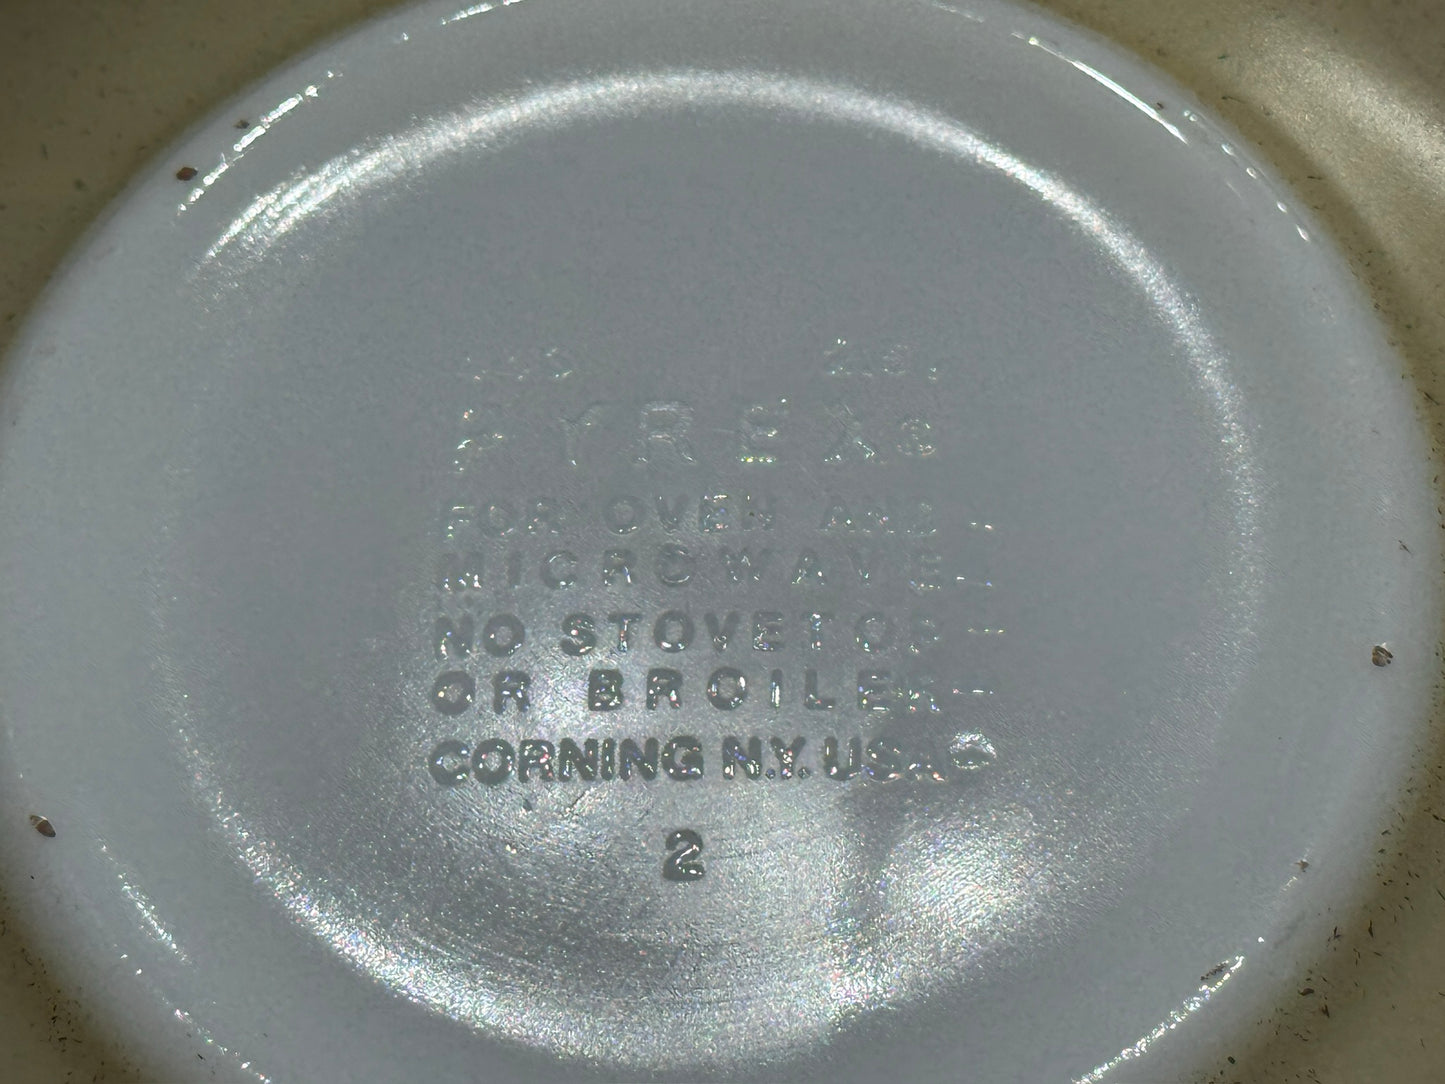 PYREX®
FOR OVEN AND
MICROWAVE
NO STOVETOP
OR BROILER
CORNING N.Y. USA
2